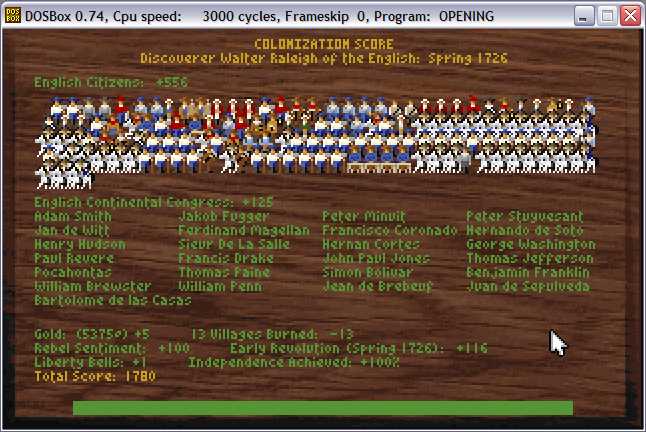 DOSBox 0.74, Cpu speed: 3000 cycles, Frameskip 0, Program: OPENING
COLONIZATION SCORE
Discoverer Walter Raleigh of the English: Spring 1726
English Citizens: +556
English Continental Congress: +125
Adam Smith Jakob Fugger Peter Minuit Peter Stuyvesant
Jan de Witt Ferdinand Magellan Francisco Coronado Hernando de Soto
Henry Hudson Sieur De La Salle Hernan Cortes George Washington
Paul Revere Francis Drake John Paul Jones Thomas Jefferson
Pocahontas Thomas Paine Simon Bolivar Benjamin Franklin
William Brewster William Penn Jean de Brebeuf Juan de Sepulveda
Bartolome de las Casas
Gold: (5375) +5 13 Villages Burned: -13
Rebel Sentiment: +100 Early Revolution (Spring 1726): +116
Liberty Bells: +1 Independence Achieved: +100%
Total Score: 1780